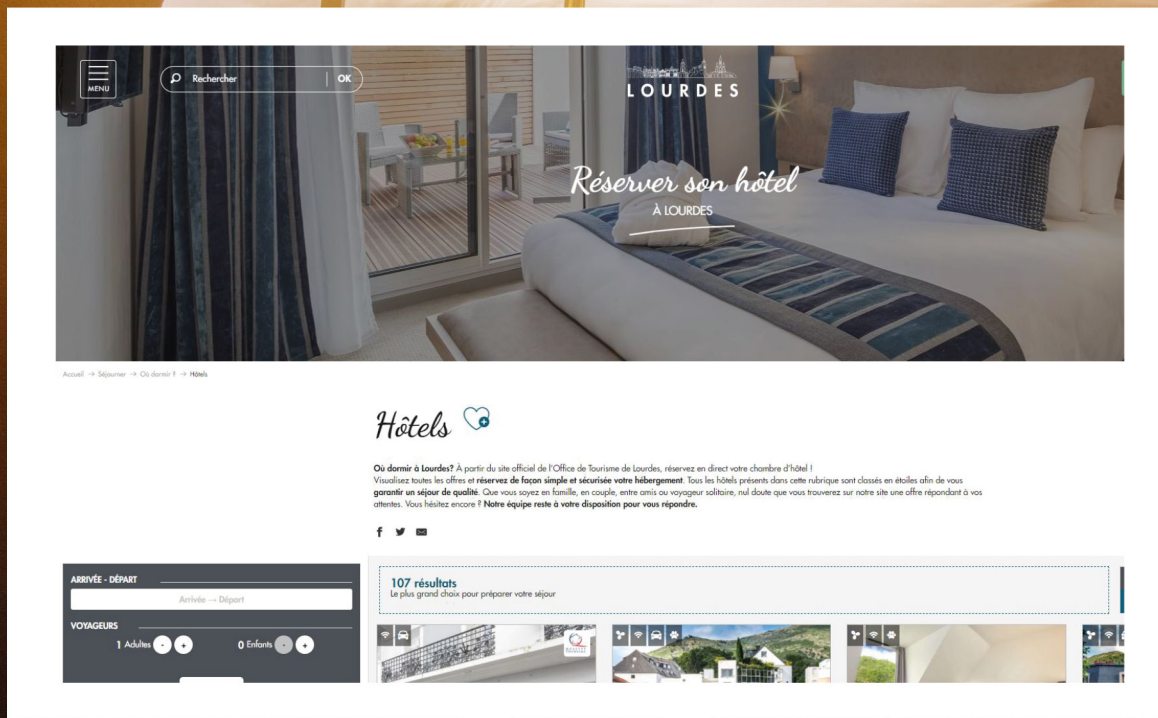 MENU
Rechercher
OK
LOURDES
Réserver son hôtel
À LOURDES
Accueil → Séjourner → Où dormir ? → Hôtels
Hôtels
Où dormir à Lourdes? À partir du site officiel de l'Office de Tourisme de Lourdes, réservez en direct votre chambre d'hôtel !
Visualisez toutes les offres et réservez de façon simple et sécurisée votre hébergement. Tous les hôtels présents dans cette rubrique sont classés en étoiles afin de vous
garantir un séjour de qualité. Que vous soyez en famille, en couple, entre amis ou voyageur solitaire, nul doute que vous trouverez sur notre site une offre répondant à vos
attentes. Vous hésitez encore ? Notre équipe reste à votre disposition pour vous répondre.
ARRIVÉE - DÉPART
Arrivée → Départ
VOYAGEURS
1 Adultes - +
0 Enfants - +
107 résultats
Le plus grand choix pour préparer votre séjour